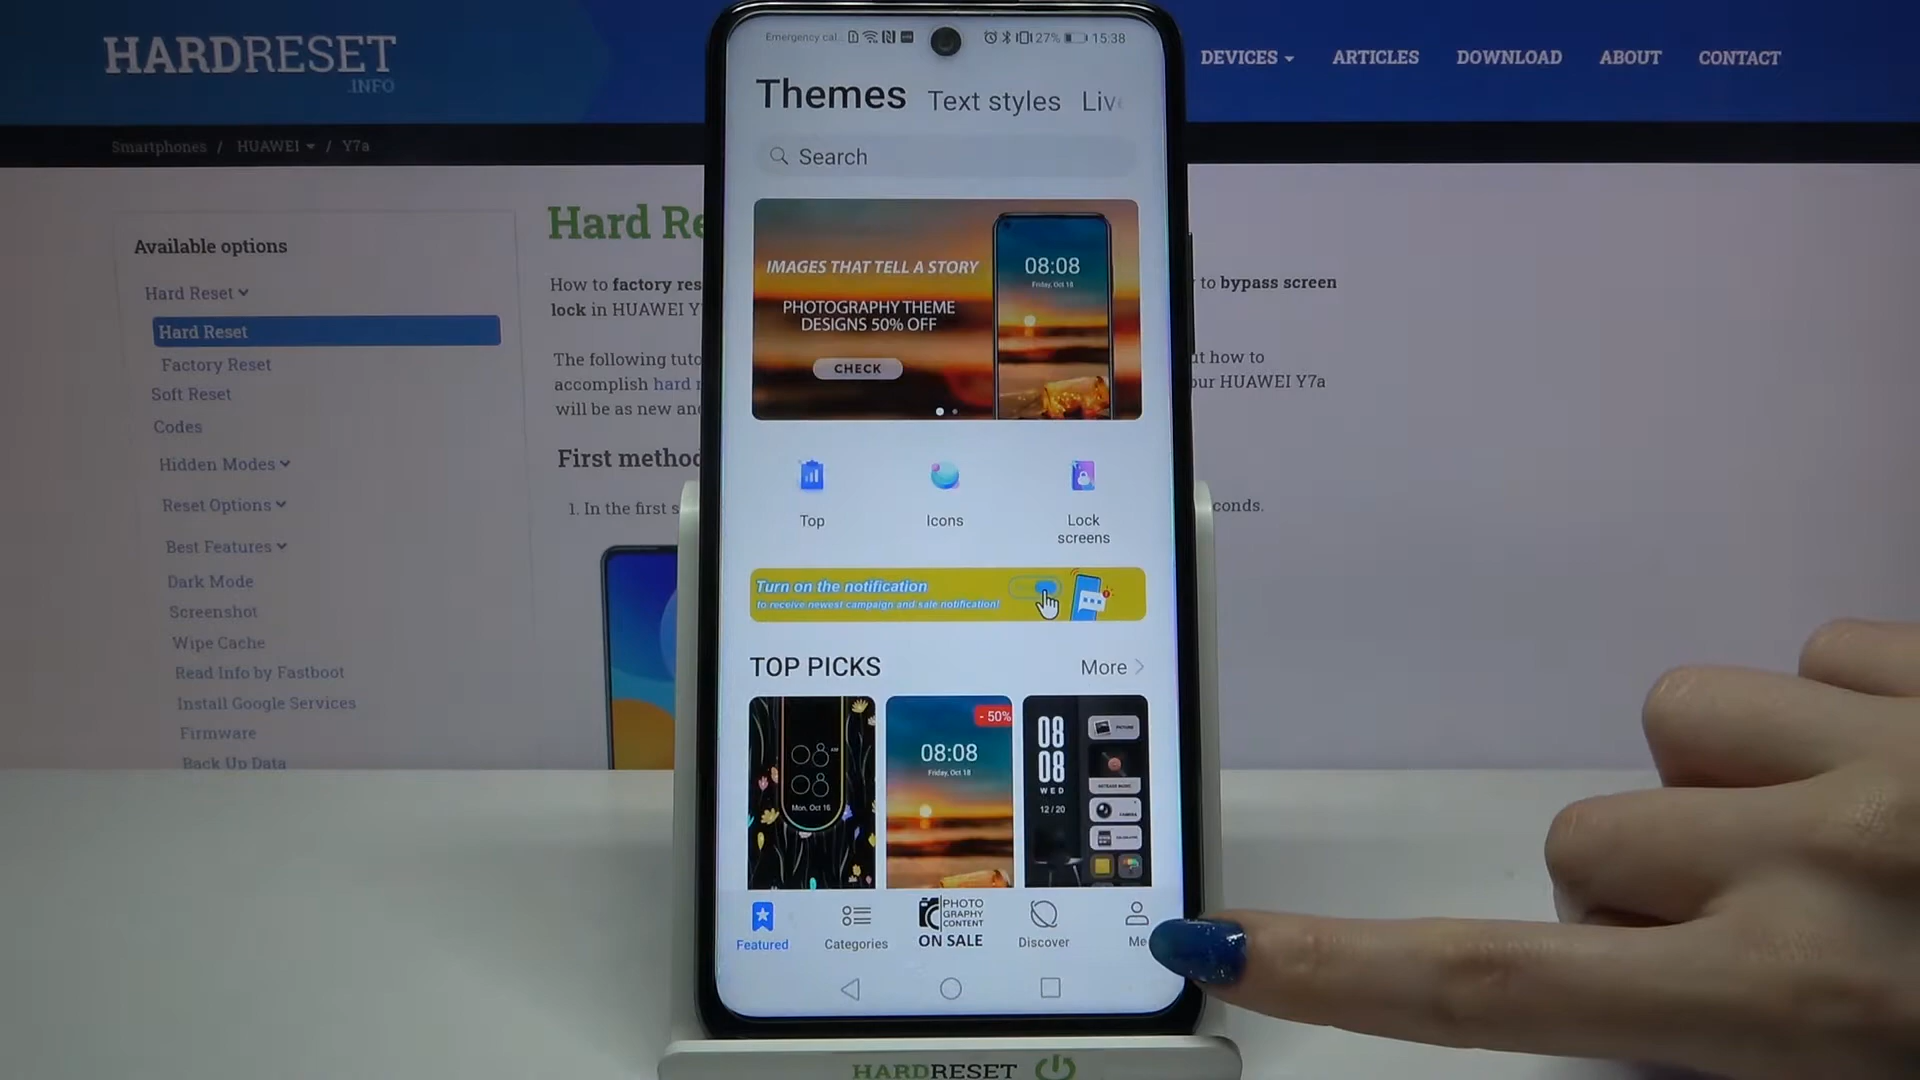 HARDRESET
.INFO
DEVICES
ARTICLES
DOWNLOAD
ABOUT
CONTACT
Smartphones / HUAWEI / Y7a
Available options
Hard Reset
Hard Reset
Factory Reset
Soft Reset
Codes
Hidden Modes
Reset Options
Best Features
Dark Mode
Screenshot
Wipe Cache
Read Info by Fastboot
Install Google Services
Firmware
Back Up Data
Hard Re
How to factory res
to bypass screen
lock in HUAWEI Y
The following tuto
t how to
accomplish hard r
our HUAWEI Y7a
will be as new and
First method
1. In the first s
conds.
Emergency cal...
27%
15:38
Themes
Text styles
Live
Search
IMAGES THAT TELL A STORY
PHOTOGRAPHY THEME
DESIGNS 50% OFF
CHECK
08:08
Friday, Oct 18
Top
Icons
Lock
screens
Turn on the notification
to receive newest campaign and sale notification!
TOP PICKS
More
08
08
Mon, Oct 16
- 50%
08:08
Friday, Oct 18
08
08
WED
12 / 20
PICTURE
CAMERA
Featured
Categories
PHOTO
GRAPHY
CONTENT
ON SALE
Discover
Me
HARDRESET